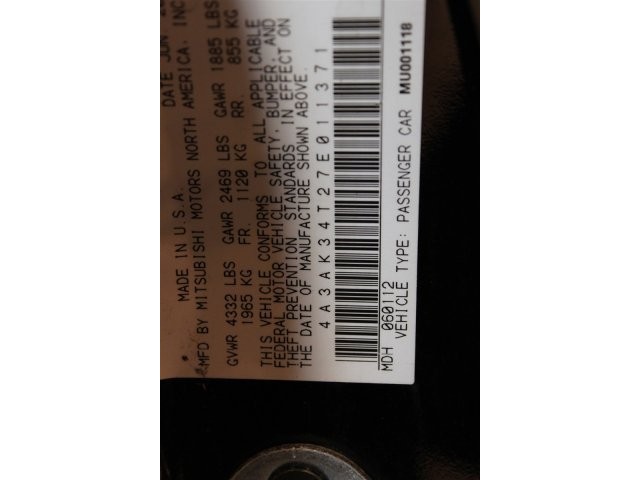 MADE IN U.S.A. DATE JUN
MFD BY MITSUBISHI MOTORS NORTH AMERICA, INC
GVWR 4332 LBS GAWR 2469 LBS GAWR 1885 LBS
1965 KG FR. 1120 KG RR 855 KG
THIS VEHICLE CONFORMS TO ALL APPLICABLE
FEDERAL MOTOR VEHICLE SAFETY, BUMPER, AND
THEFT PREVENTION STANDARDS IN EFFECT ON
THE DATE OF MANUFACTURE SHOWN ABOVE.
4A3AK34T27E011371
MDH 060112 MU001118
VEHICLE TYPE: PASSENGER CAR